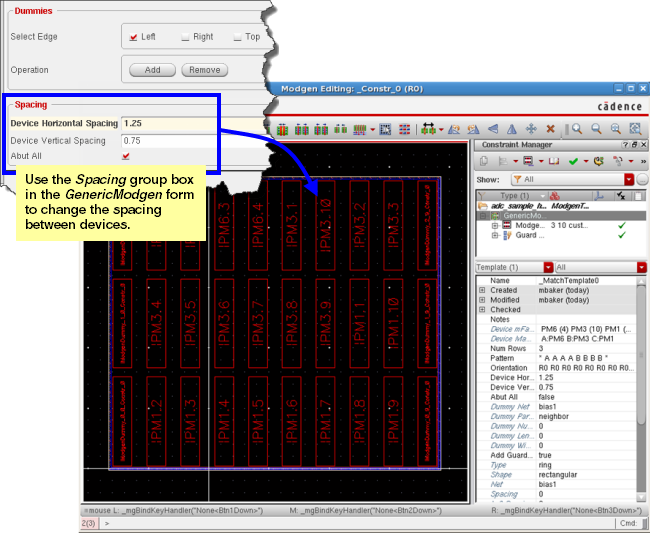 Dummies
Select Edge
Left
Right
Top
Operation
Add
Remove
Spacing
Device Horizontal Spacing 1.25
Device Vertical Spacing 0.75
Abut All
Use the Spacing group box
in the GenericModgen form
to change the spacing
between devices.
Modgen Editing: _Constr_0 (R0)
cādence
IPM6.3
IPM6.4
IPM3.1
IPM3.10
IPM3.2
IPM3.3
IPM3.4
IPM3.5
IPM3.6
IPM3.7
IPM3.8
IPM3.9
IPM1.1
IPM1.10
IPM1.2
IPM1.3
IPM1.4
IPM1.5
IPM1.6
IPM1.7
IPM1.8
IPM1.9
Constraint Manager
Show:
All
Type (1)
adc_sample_h... ModgenT...
GenericMo...
Modge... 3 10 cust...
Guard ...
Template (1)
All
Name _MatchTemplate0
Created mbaker (today)
Modified mbaker (today)
Checked
Notes
Device mFa... PM6 (4) PM3 (10) PM1 (...
Device Ma... A:PM6 B:PM3 C:PM1
Num Rows 3
Pattern * A A A A B B B B *
Orientation R0 R0 R0 R0 R0 R0 R0...
Device Hor... 1.25
Device Ver... 0.75
Abut All false
Dummy Net bias1
Dummy Par... neighbor
Dummy Nu... 0
Dummy Len... 0
Dummy Wi... 0
Add Guard... true
Type ring
Shape rectangular
Net bias1
Spacing 0
=mouse L: _mgBindKeyHandler("None<Btn1Down>")
M: _mgBindKeyHandler("None<Btn2Down>")
R: _mgBindKeyHandler("None<Btn3Down>")
2(3)
>
Cmd: